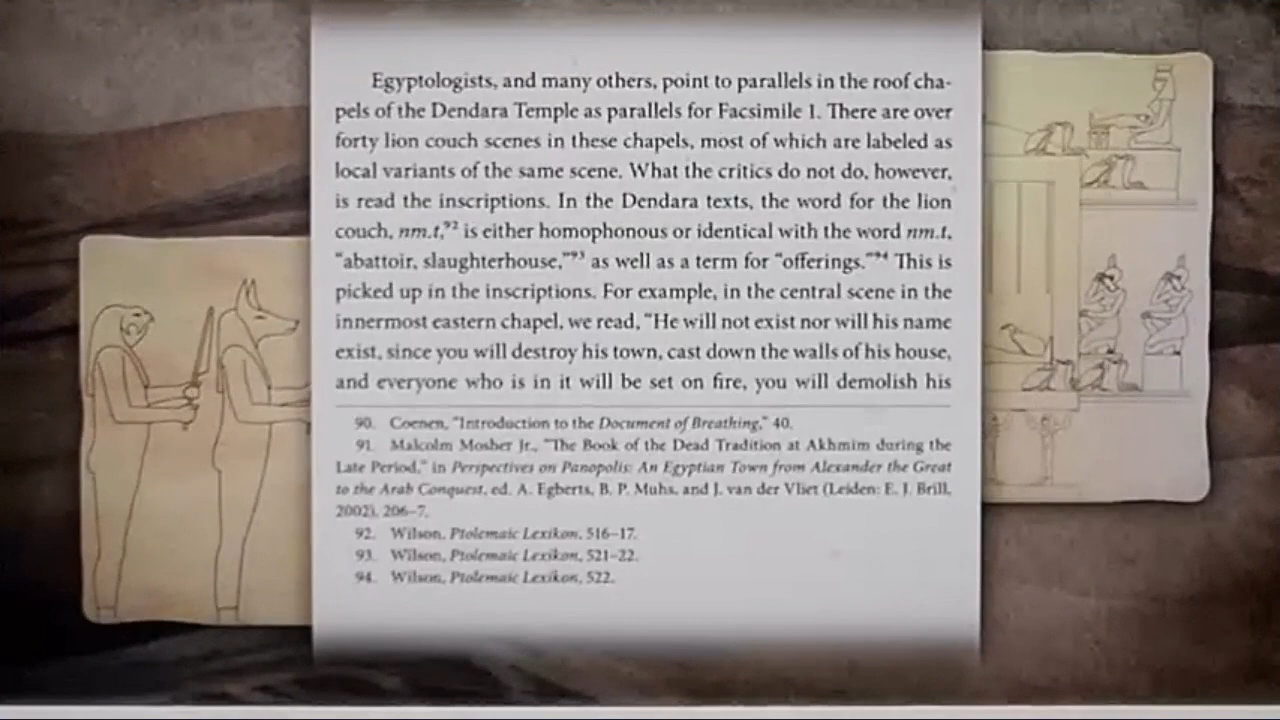 Egyptologists, and many others, point to parallels in the roof cha-
pels of the Dendara Temple as parallels for Facsimile 1. There are over
forty lion couch scenes in these chapels, most of which are labeled as
local variants of the same scene. What the critics do not do, however,
is read the inscriptions. In the Dendara texts, the word for the lion
couch, nm.t,92 is either homophonous or identical with the word nm.t,
“abattoir, slaughterhouse,”93 as well as a term for “offerings.”94 This is
picked up in the inscriptions. For example, in the central scene in the
innermost eastern chapel, we read, “He will not exist nor will his name
exist, since you will destroy his town, cast down the walls of his house,
and everyone who is in it will be set on fire, you will demolish his
90. Coenen, “Introduction to the Document of Breathing,” 40.
91. Malcolm Mosher Jr., “The Book of the Dead Tradition at Akhmim during the
Late Period,” in Perspectives on Panopolis: An Egyptian Town from Alexander the Great
to the Arab Conquest, ed. A. Egberts, B. P. Muhs, and J. van der Vliet (Leiden: E. J. Brill,
2002), 206–7.
92. Wilson, Ptolemaic Lexikon, 516–17.
93. Wilson, Ptolemaic Lexikon, 521–22.
94. Wilson, Ptolemaic Lexikon, 522.